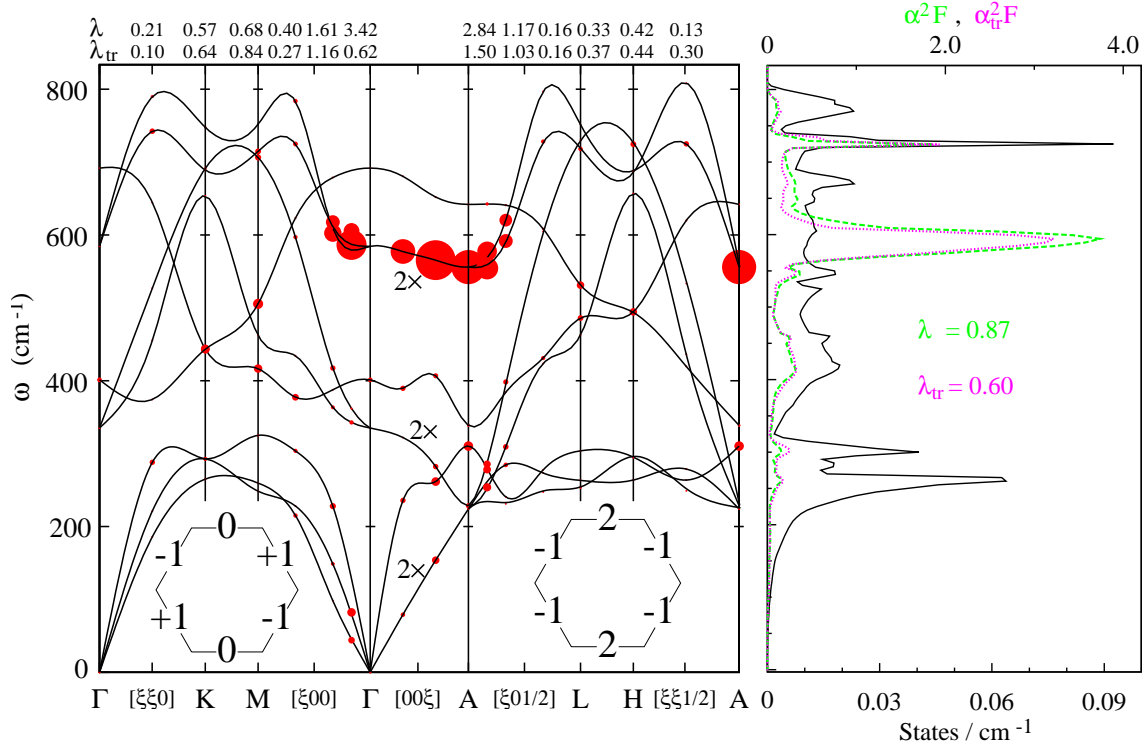 λ 0.21 0.57 0.68 0.40 1.61 3.42 2.84 1.17 0.16 0.33 0.42 0.13
λtr 0.10 0.64 0.84 0.27 1.16 0.62 1.50 1.03 0.16 0.37 0.44 0.30
α²F , α²trF
0 2.0 4.0
800
600
400
200
0
ω (cm⁻¹)
2×
2×
2×
0
-1 +1
+1 -1
0
2
-1 -1
-1 -1
2
λ = 0.87
λtr = 0.60
Γ [ξξ0] K M [ξ00] Γ [00ξ] A [ξ01/2] L H [ξξ1/2] A
0 0.03 0.06 0.09
States / cm⁻¹